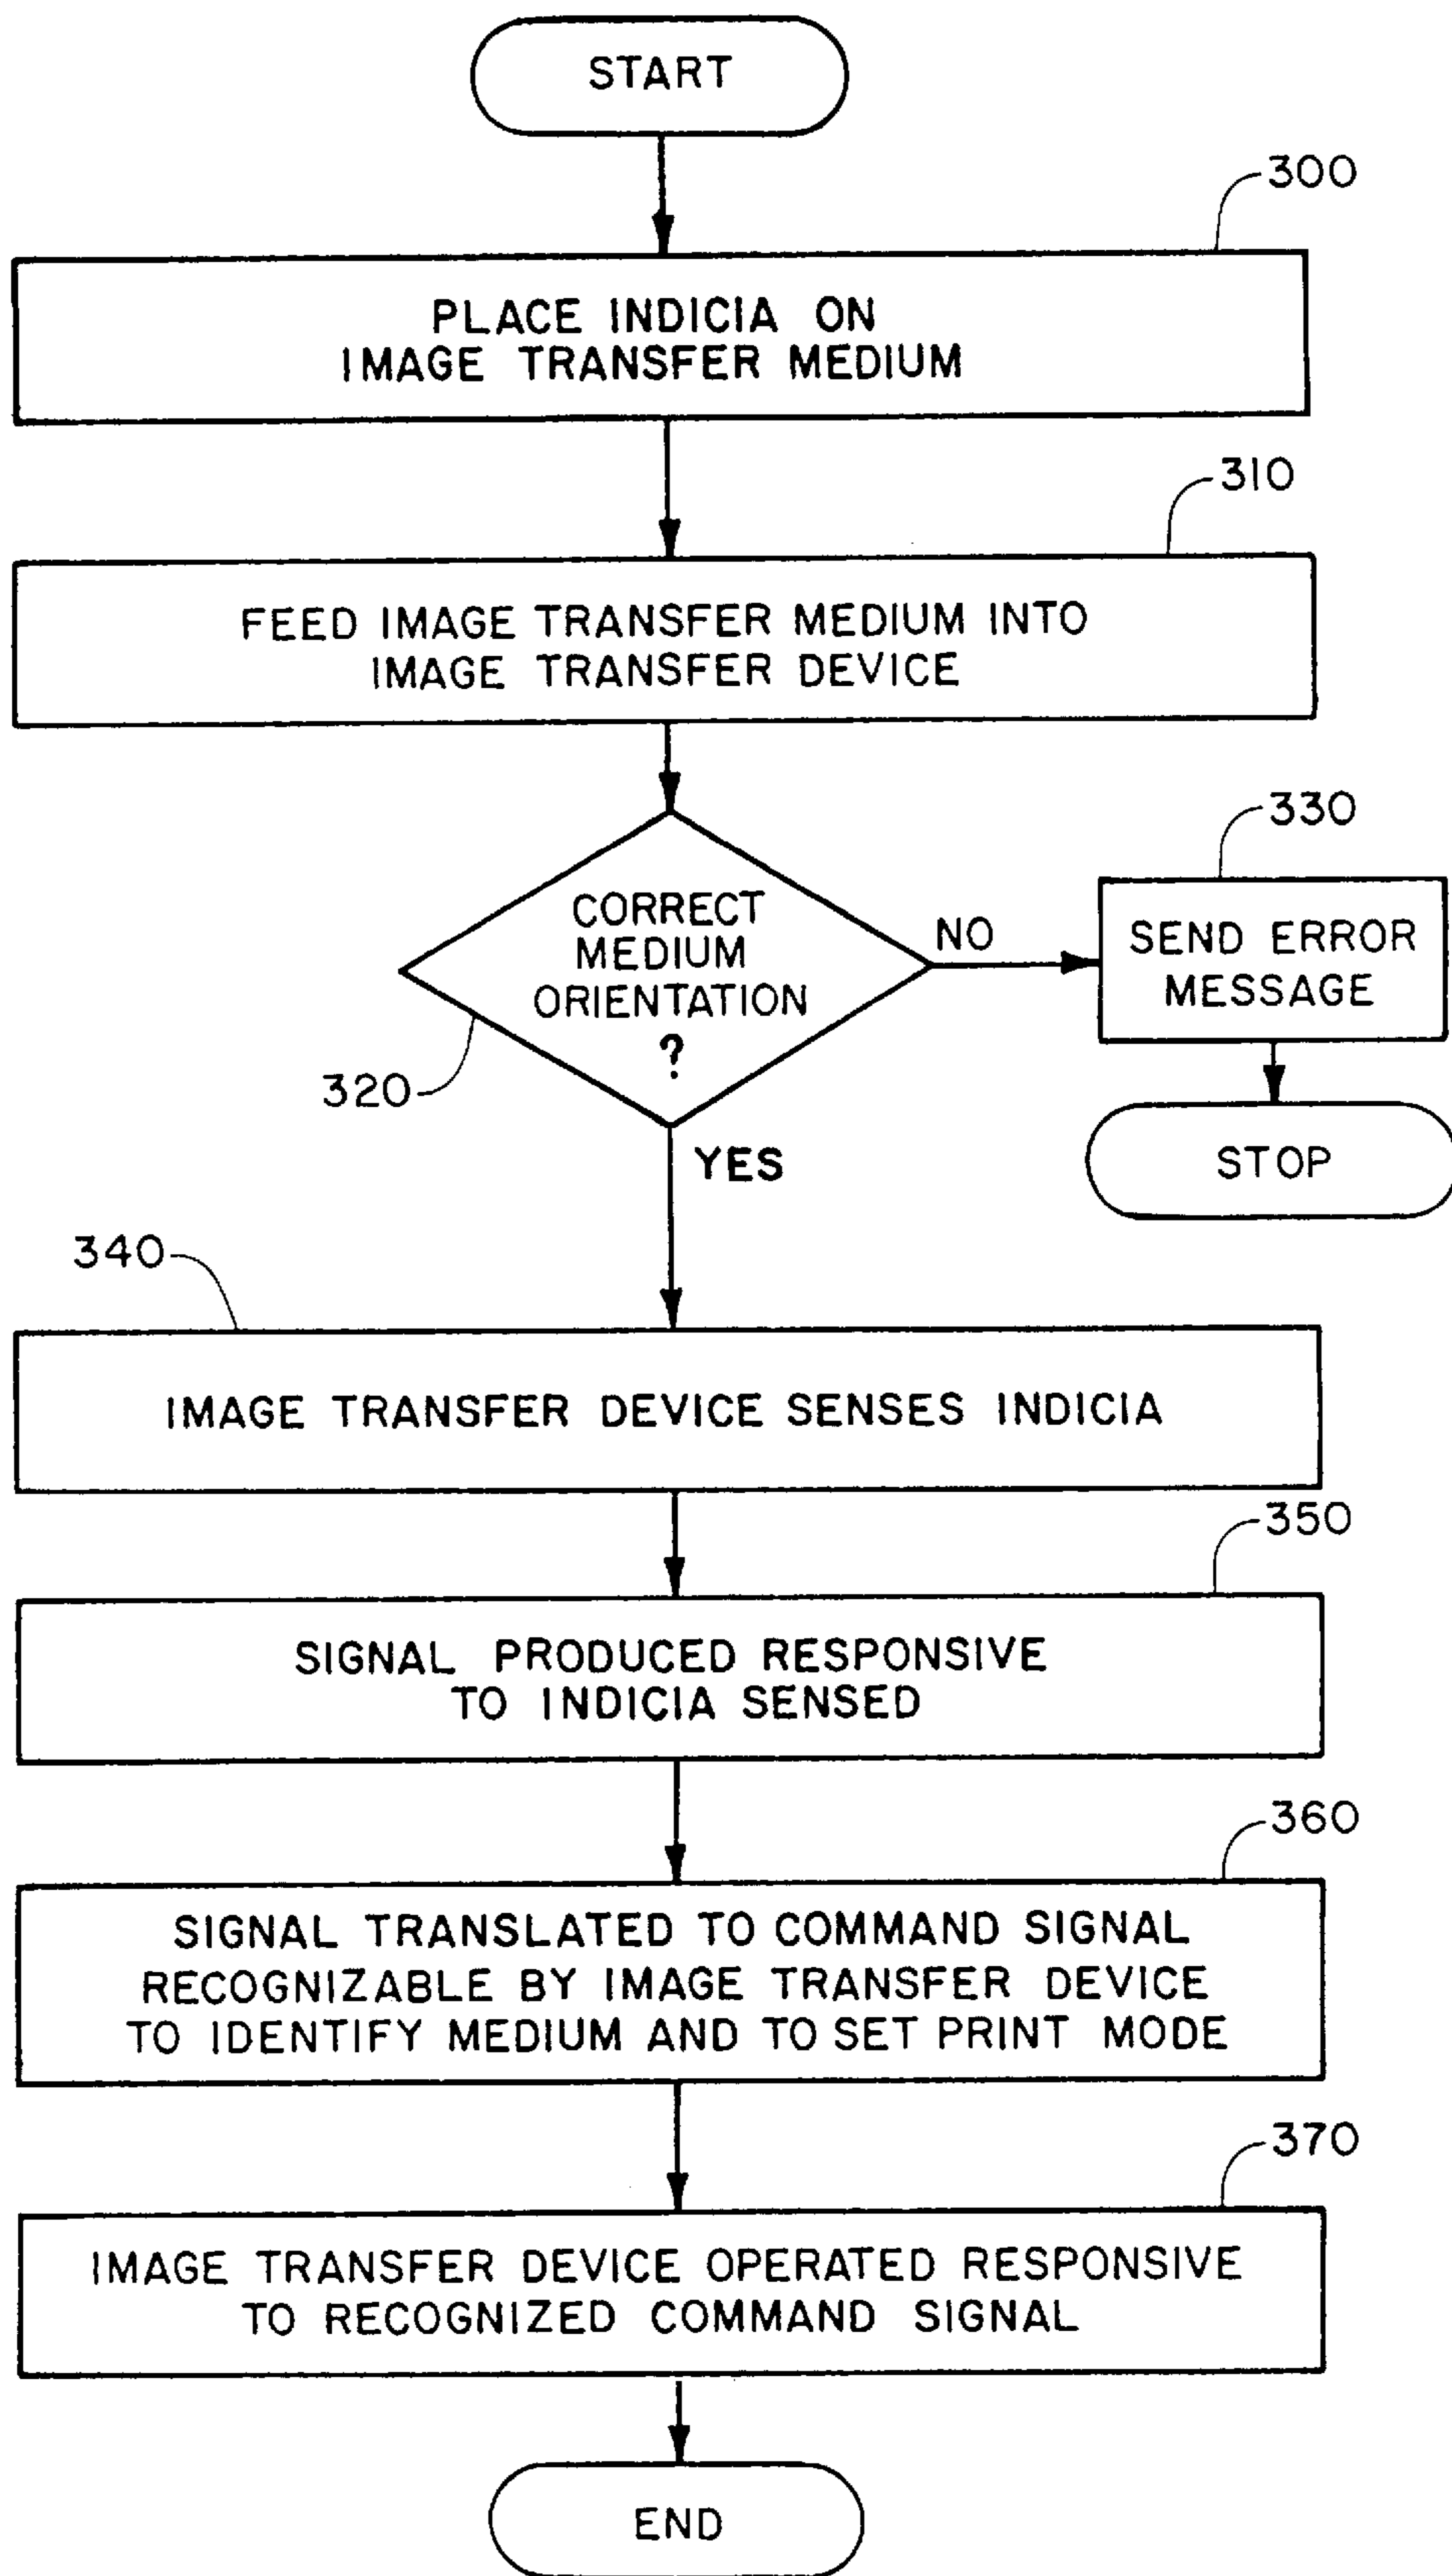 START
300
PLACE INDICIA ON
IMAGE TRANSFER MEDIUM
310
FEED IMAGE TRANSFER MEDIUM INTO
IMAGE TRANSFER DEVICE
CORRECT
MEDIUM
ORIENTATION
?
320
NO
330
SEND ERROR
MESSAGE
STOP
YES
340
IMAGE TRANSFER DEVICE SENSES INDICIA
350
SIGNAL PRODUCED RESPONSIVE
TO INDICIA SENSED
360
SIGNAL TRANSLATED TO COMMAND SIGNAL
RECOGNIZABLE BY IMAGE TRANSFER DEVICE
TO IDENTIFY MEDIUM AND TO SET PRINT MODE
370
IMAGE TRANSFER DEVICE OPERATED RESPONSIVE
TO RECOGNIZED COMMAND SIGNAL
END